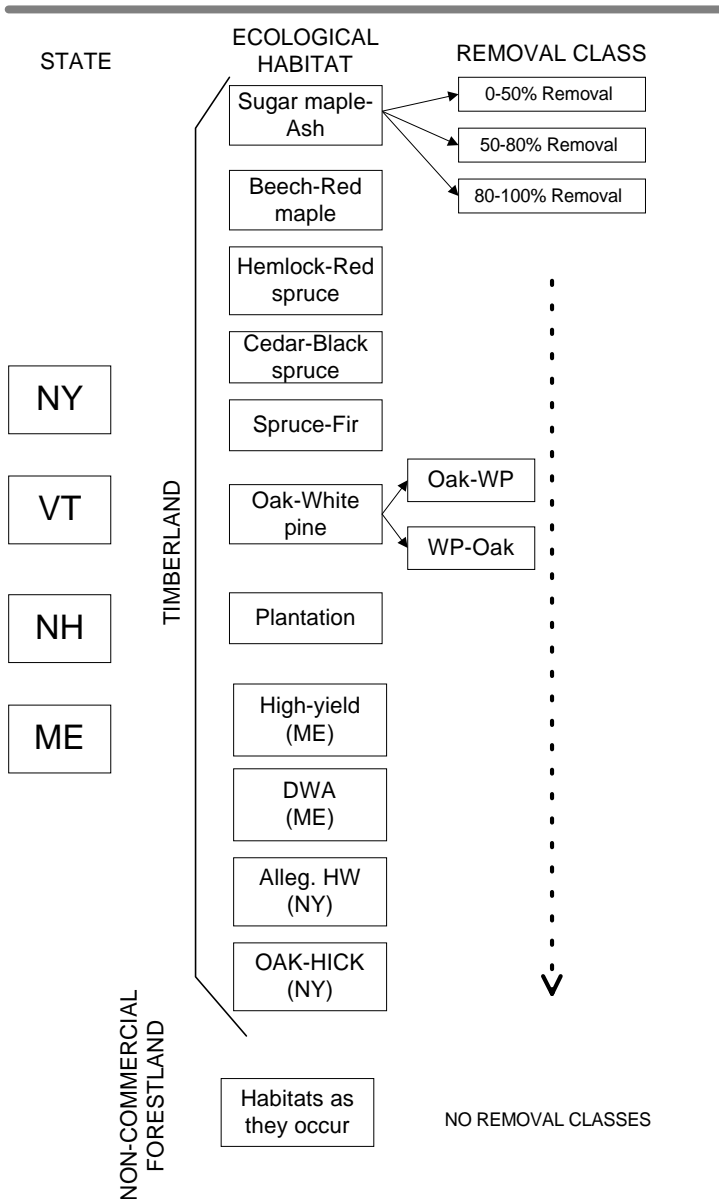 STATE
ECOLOGICAL
HABITAT
REMOVAL CLASS
Sugar maple-
Ash
0-50% Removal
50-80% Removal
80-100% Removal
Beech-Red
maple
Hemlock-Red
spruce
Cedar-Black
spruce
NY
Spruce-Fir
VT
TIMBERLAND
Oak-White
pine
Oak-WP
WP-Oak
NH
Plantation
ME
High-yield
(ME)
DWA
(ME)
Alleg. HW
(NY)
OAK-HICK
(NY)
NON-COMMERCIAL
FORESTLAND
Habitats as
they occur
NO REMOVAL CLASSES